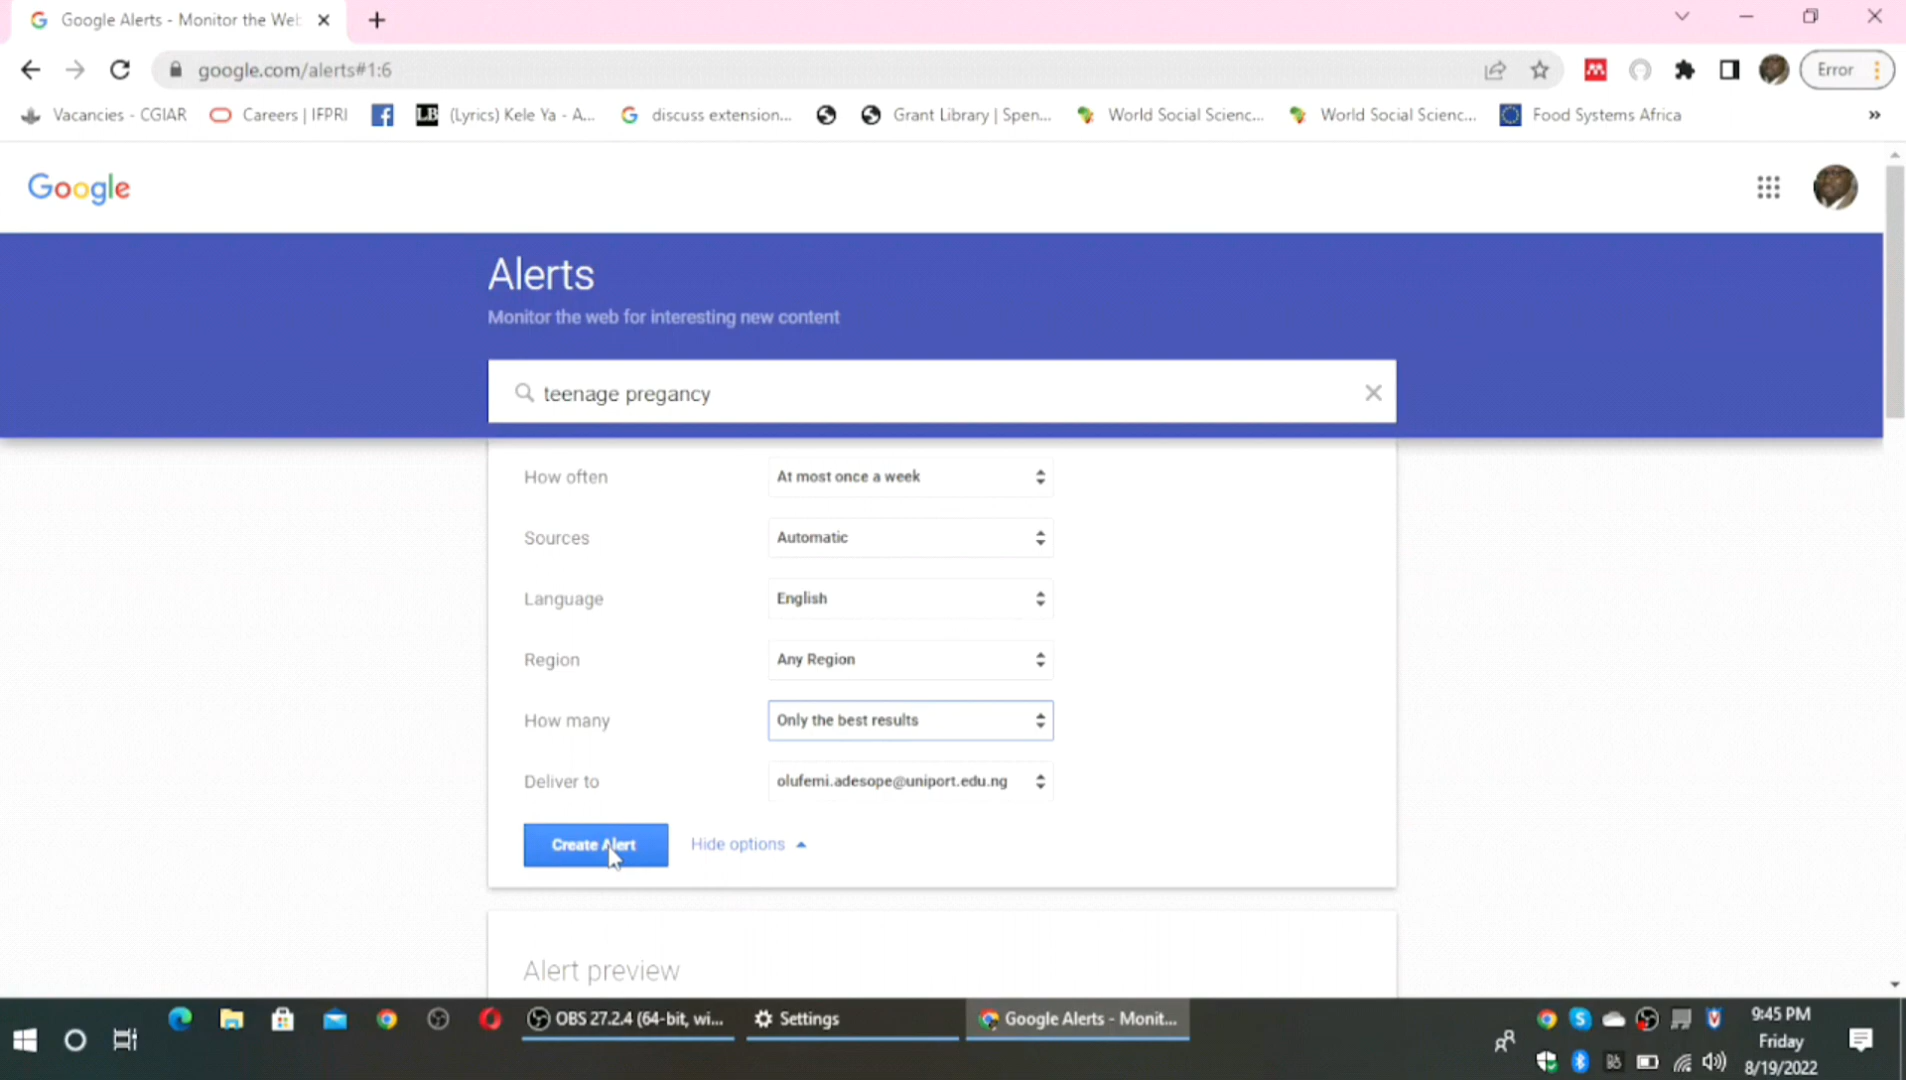 Google Alerts - Monitor the Web
google.com/alerts#1:6
Error
Vacancies - CGIAR
Careers | IFPRI
LB
(Lyrics) Kele Ya - A...
discuss extension...
Grant Library | Spen...
World Social Scienc...
World Social Scienc...
Food Systems Africa
»
Google
Alerts
Monitor the web for interesting new content
teenage pregancy
How often
At most once a week
Sources
Automatic
Language
English
Region
Any Region
How many
Only the best results
Deliver to
olufemi.adesope@uniport.edu.ng
Create Alert
Hide options
Alert preview
OBS 27.2.4 (64-bit, wi...
Settings
Google Alerts - Monit...
9:45 PM
Friday
8/19/2022